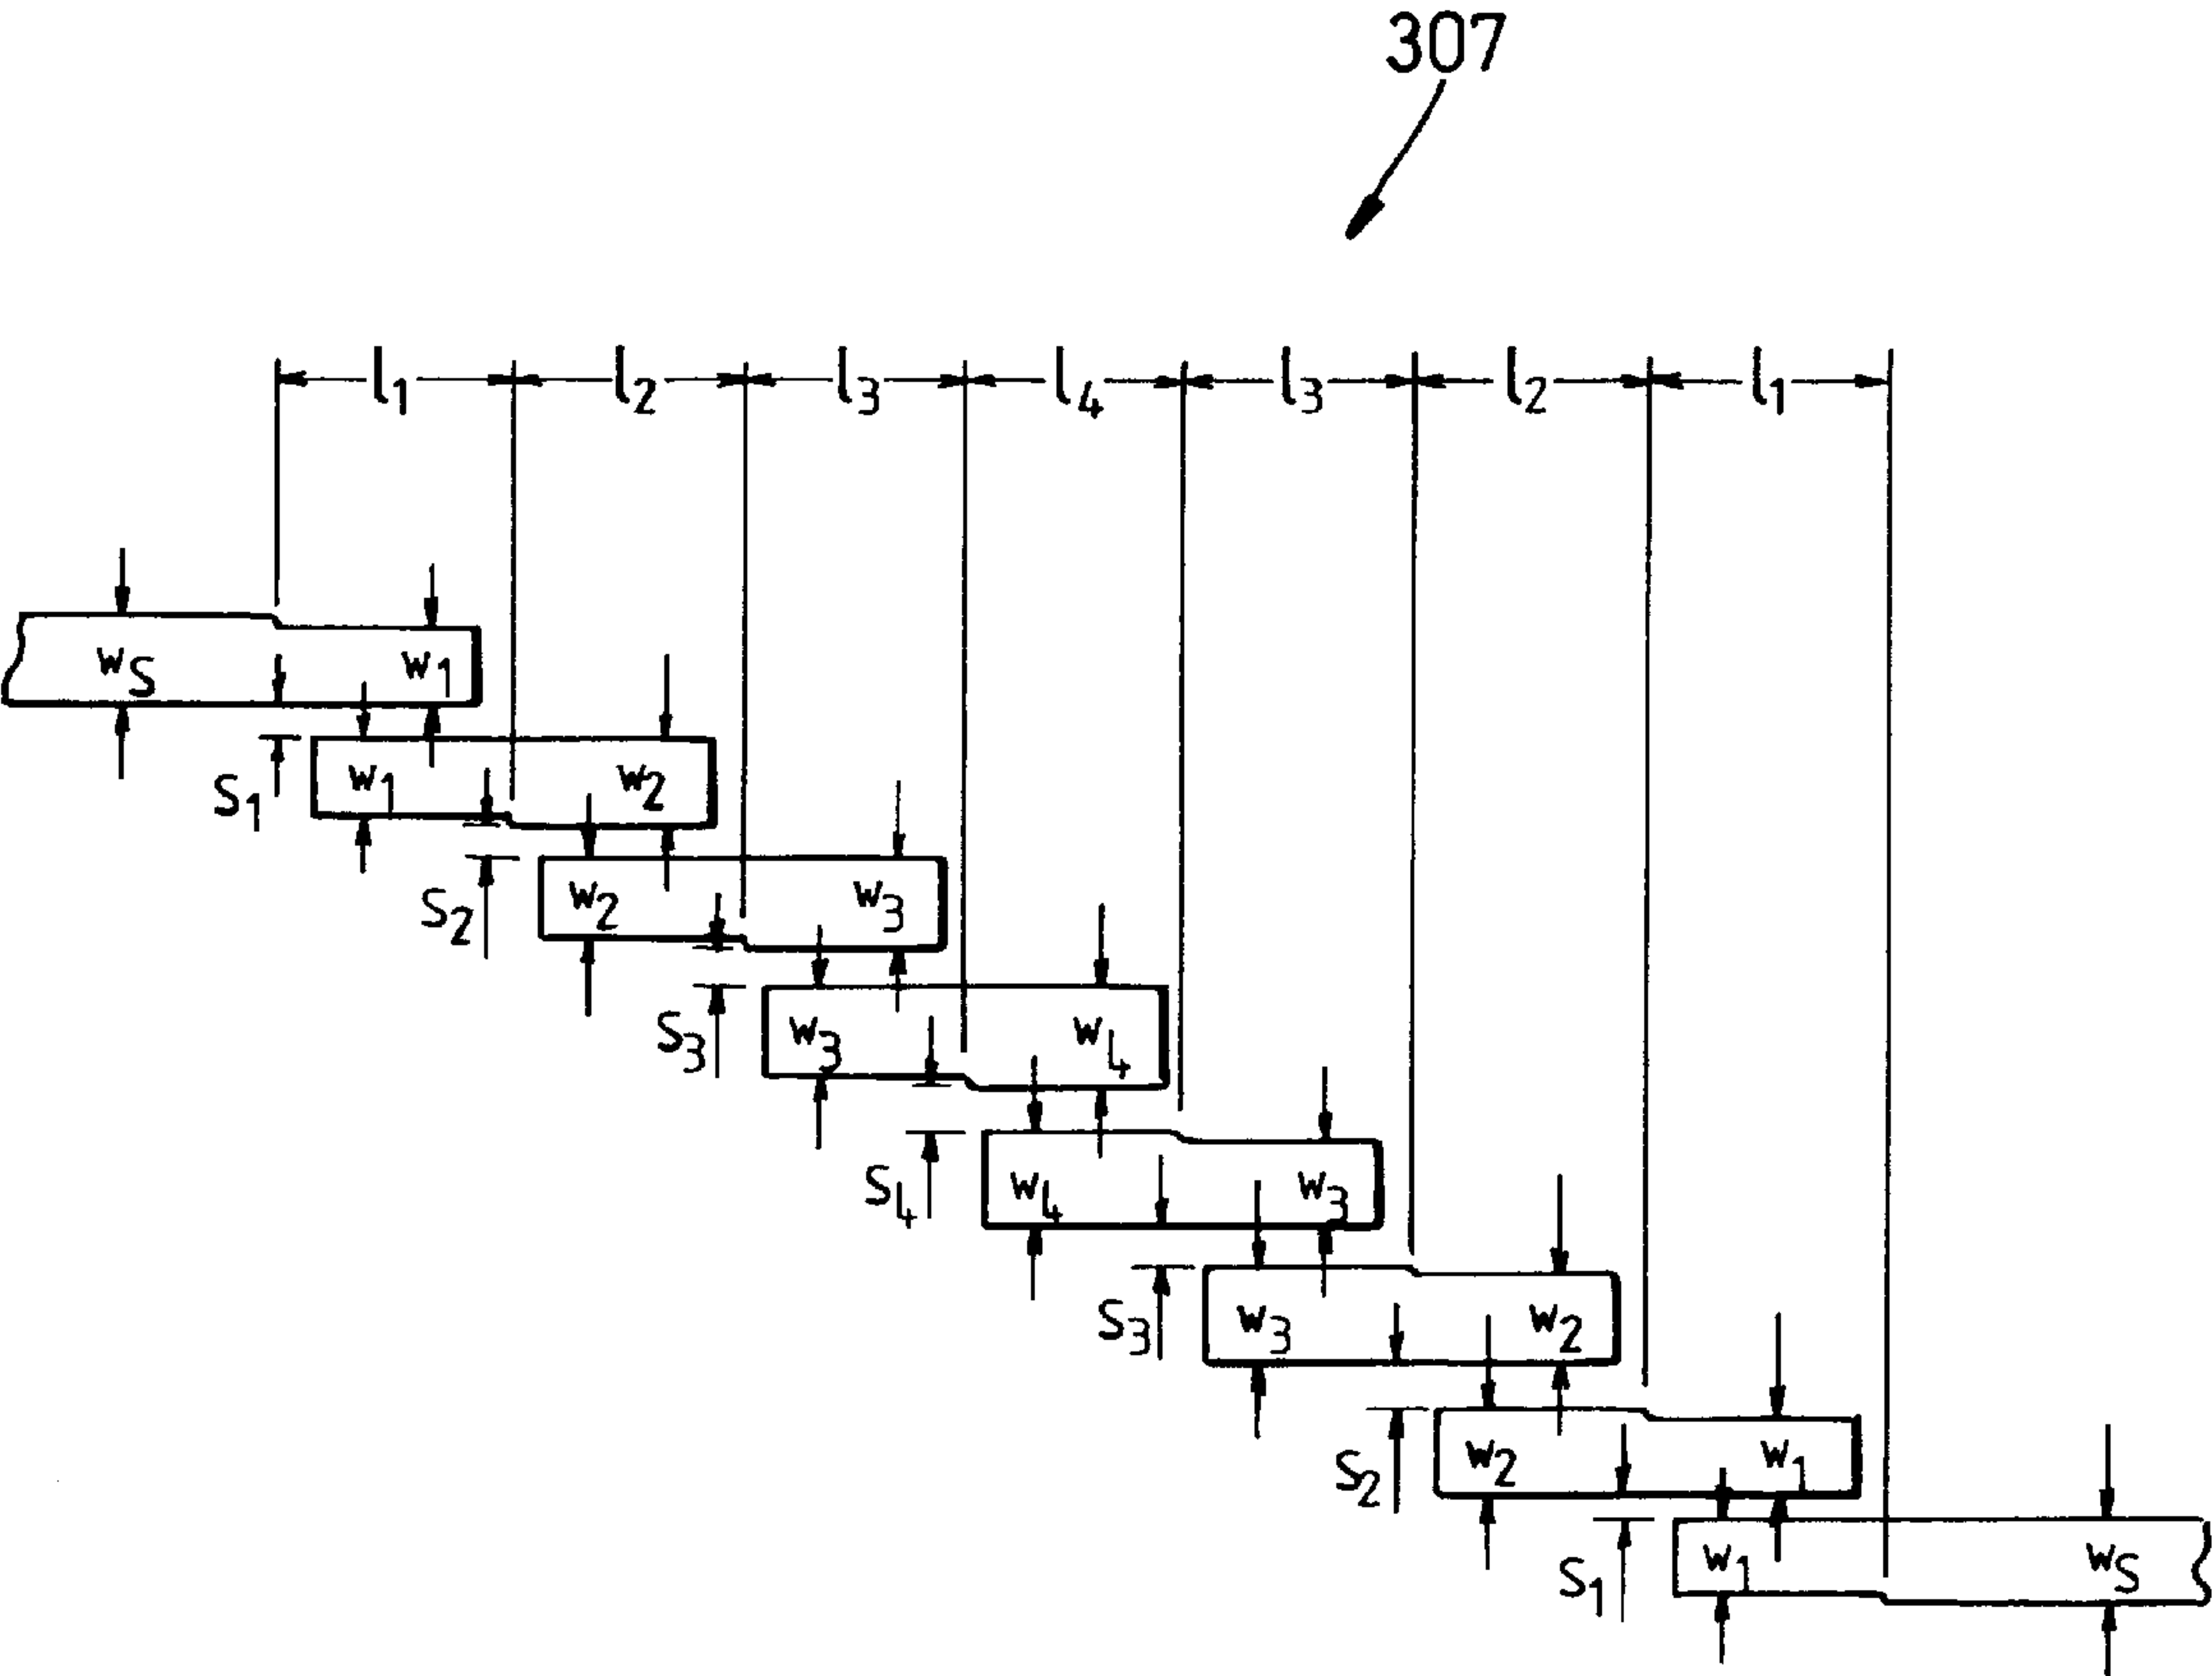 307
l1 l2 l3 l4 l3 l2 l1
wS w1
S1 w1 w2
S2 w2 w3
S3 w3 w4
S4 w4 w3
S3 w3 w2
S2 w2 w1
S1 w1 wS